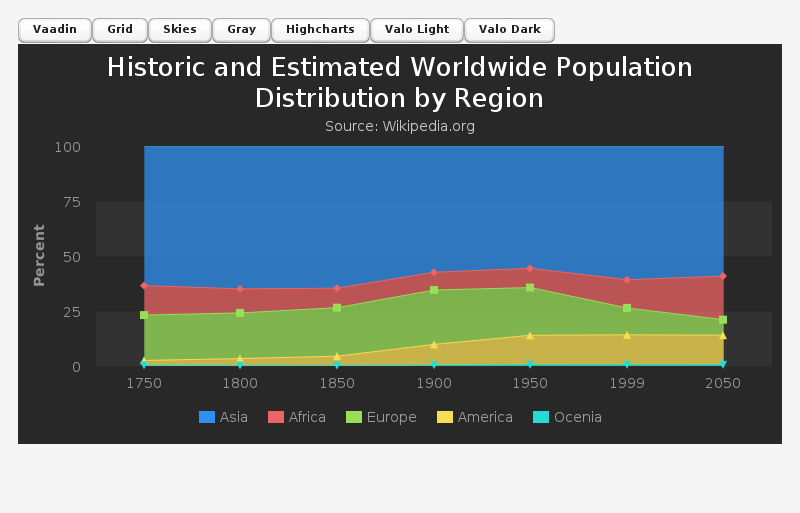 Vaadin Grid Skies Gray Highcharts Valo Light Valo Dark
Historic and Estimated Worldwide Population
Distribution by Region
Source: Wikipedia.org
Percent
100
75
50
25
0
1750 1800 1850 1900 1950 1999 2050
Asia Africa Europe America Ocenia